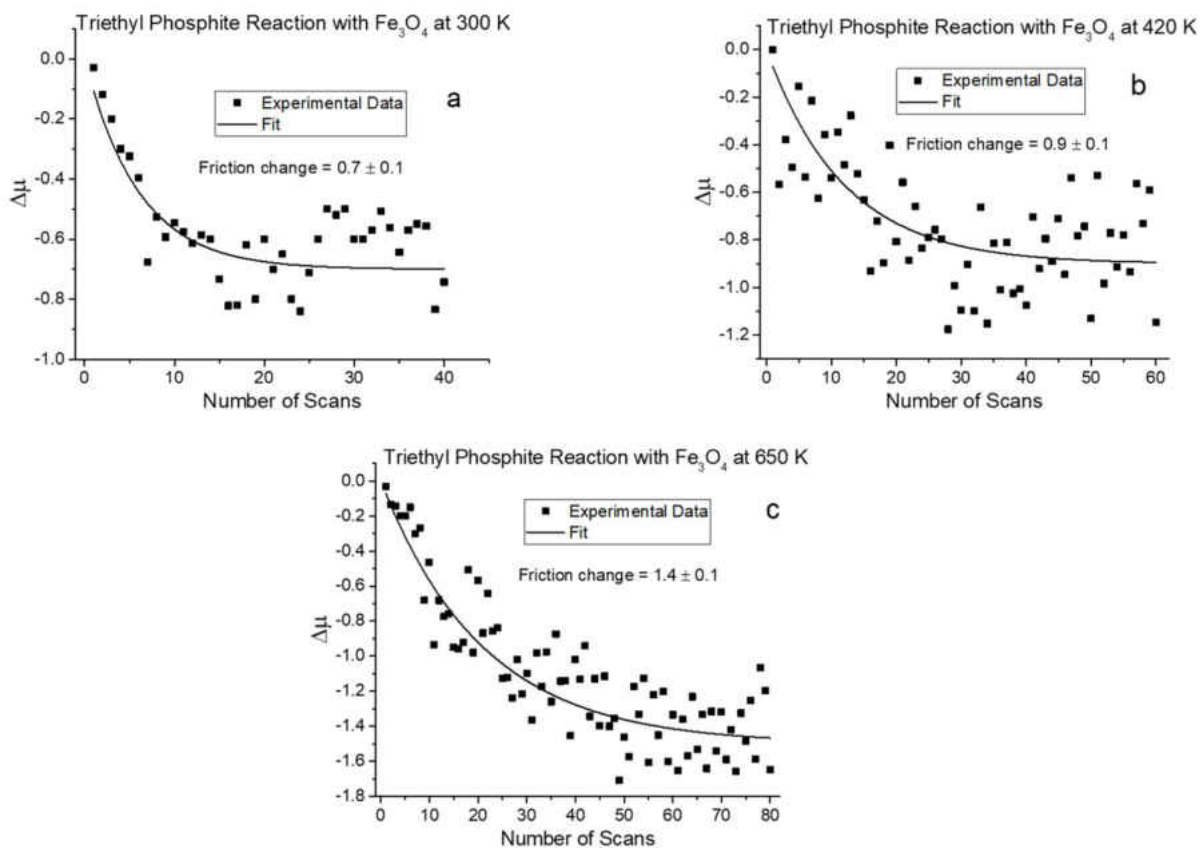 Triethyl Phosphite Reaction with Fe₃O₄ at 300 K
0.0
-0.2
-0.4
-0.6
-0.8
-1.0
Δμ
Experimental Data
Fit
a
Friction change = 0.7 ± 0.1
0 10 20 30 40
Number of Scans
Triethyl Phosphite Reaction with Fe₃O₄ at 420 K
0.0
-0.2
-0.4
-0.6
-0.8
-1.0
-1.2
Δμ
Experimental Data
Fit
b
Friction change = 0.9 ± 0.1
0 10 20 30 40 50 60
Number of Scans
Triethyl Phosphite Reaction with Fe₃O₄ at 650 K
0.0
-0.2
-0.4
-0.6
-0.8
-1.0
-1.2
-1.4
-1.6
-1.8
Δμ
Experimental Data
Fit
c
Friction change = 1.4 ± 0.1
0 10 20 30 40 50 60 70 80
Number of Scans